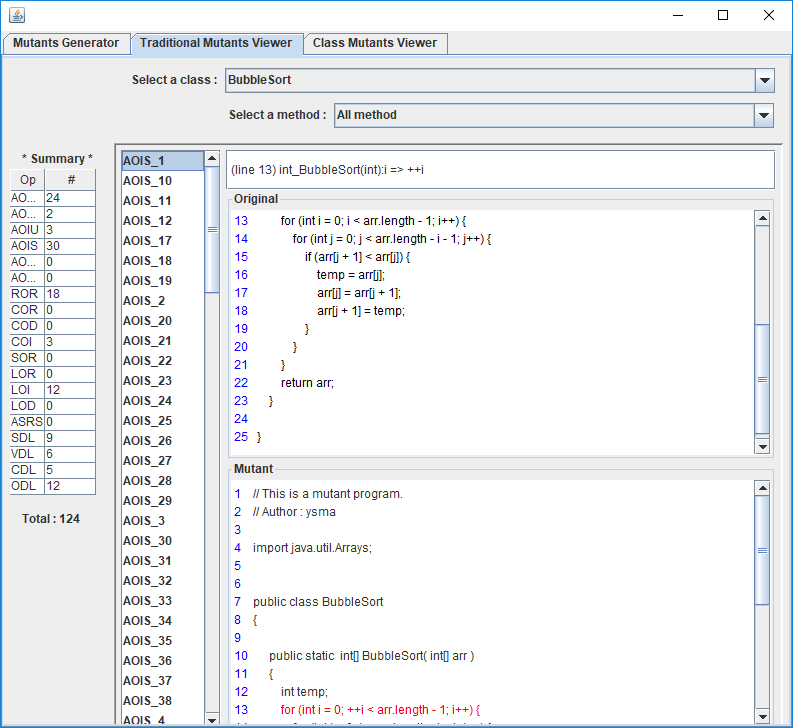 Mutants Generator Traditional Mutants Viewer Class Mutants Viewer
Select a class : BubbleSort
Select a method : All method
* Summary *
Op #
AO... 24
AO... 2
AOIU 3
AOIS 30
AO... 0
AO... 0
ROR 18
COR 0
COD 0
COI 3
SOR 0
LOR 0
LOI 12
LOD 0
ASRS 0
SDL 9
VDL 6
CDL 5
ODL 12
Total : 124
AOIS_1
AOIS_10
AOIS_11
AOIS_12
AOIS_17
AOIS_18
AOIS_19
AOIS_2
AOIS_20
AOIS_21
AOIS_22
AOIS_23
AOIS_24
AOIS_25
AOIS_26
AOIS_27
AOIS_28
AOIS_29
AOIS_3
AOIS_30
AOIS_31
AOIS_32
AOIS_33
AOIS_34
AOIS_35
AOIS_36
AOIS_37
AOIS_38
AOIS_4
(line 13) int_BubbleSort(int):i => ++i
Original
13 for (int i = 0; i < arr.length - 1; i++) {
14 for (int j = 0; j < arr.length - i - 1; j++) {
15 if (arr[j + 1] < arr[j]) {
16 temp = arr[j];
17 arr[j] = arr[j + 1];
18 arr[j + 1] = temp;
19 }
20 }
21 }
22 return arr;
23 }
24
25 }
Mutant
1 // This is a mutant program.
2 // Author : ysma
3
4 import java.util.Arrays;
5
6
7 public class BubbleSort
8 {
9
10 public static int[] BubbleSort( int[] arr )
11 {
12 int temp;
13 for (int i = 0; ++i < arr.length - 1; i++) {